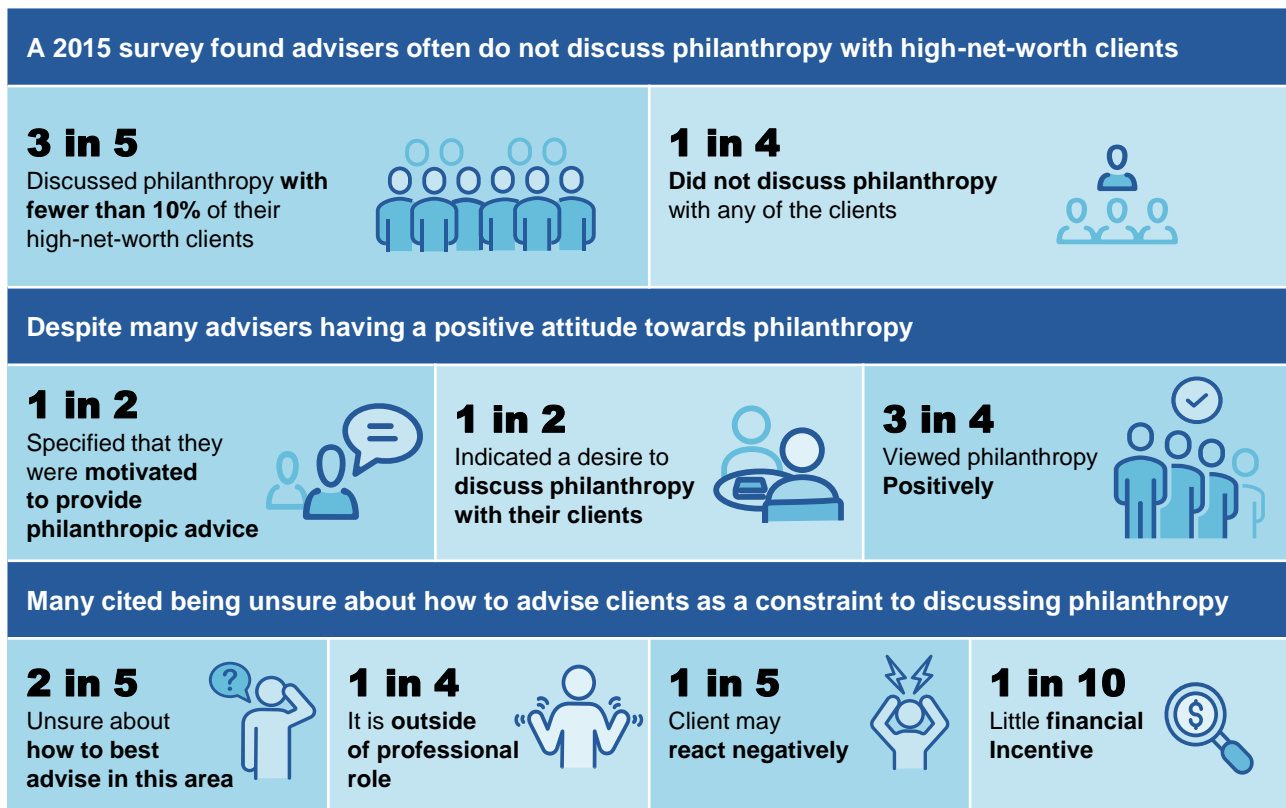 A 2015 survey found advisers often do not discuss philanthropy with high-net-worth clients
3 in 5
Discussed philanthropy with
fewer than 10% of their
high-net-worth clients
1 in 4
Did not discuss philanthropy
with any of the clients
Despite many advisers having a positive attitude towards philanthropy
1 in 2
Specified that they
were motivated
to provide
philanthropic advice
1 in 2
Indicated a desire to
discuss philanthropy
with their clients
3 in 4
Viewed philanthropy
Positively
Many cited being unsure about how to advise clients as a constraint to discussing philanthropy
2 in 5
Unsure about
how to best
advise in this area
?
1 in 4
It is outside
of professional
role
1 in 5
Client may
react negatively
1 in 10
Little financial
Incentive
$